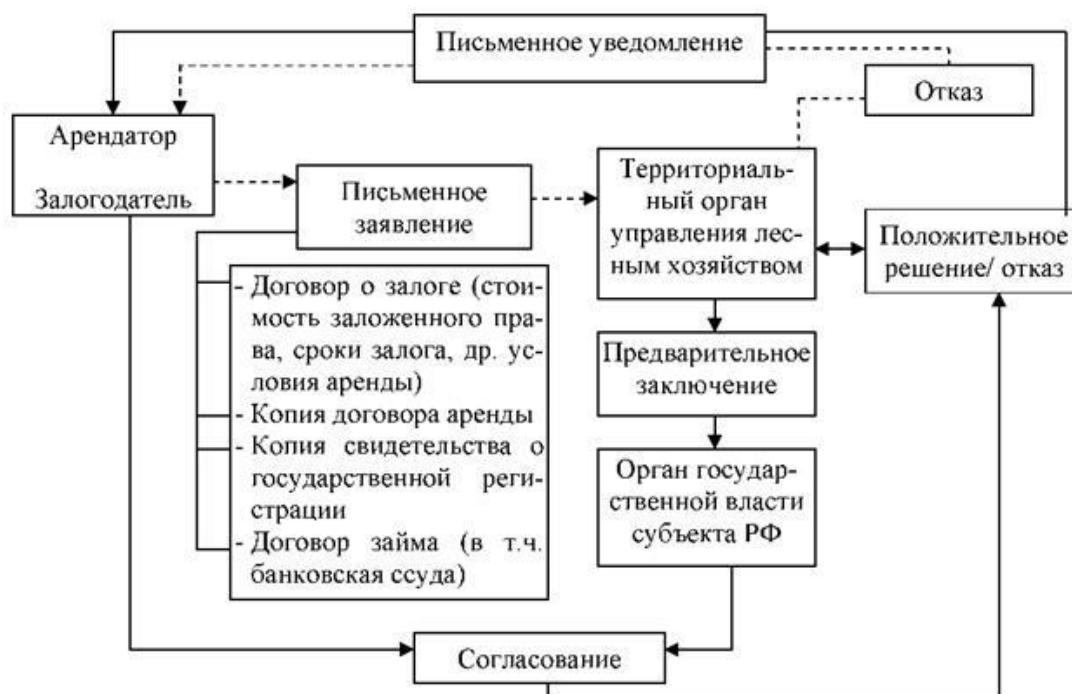 Письменное уведомление
Отказ
Арендатор
Залогодатель
Письменное
заявление
Территориаль-
ный орган
управления лес-
ным хозяйством
Положительное
решение/ отказ
- Договор о залоге (стои-
мость заложенного пра-
ва, сроки залога, др. ус-
ловия аренды)
- Копия договора аренды
- Копия свидетельства о
государственной регис-
трации
- Договор займа (в т.ч.
банковская ссуда)
Предварительное
заключение
Орган государ-
ственной власти
субъекта РФ
Согласование